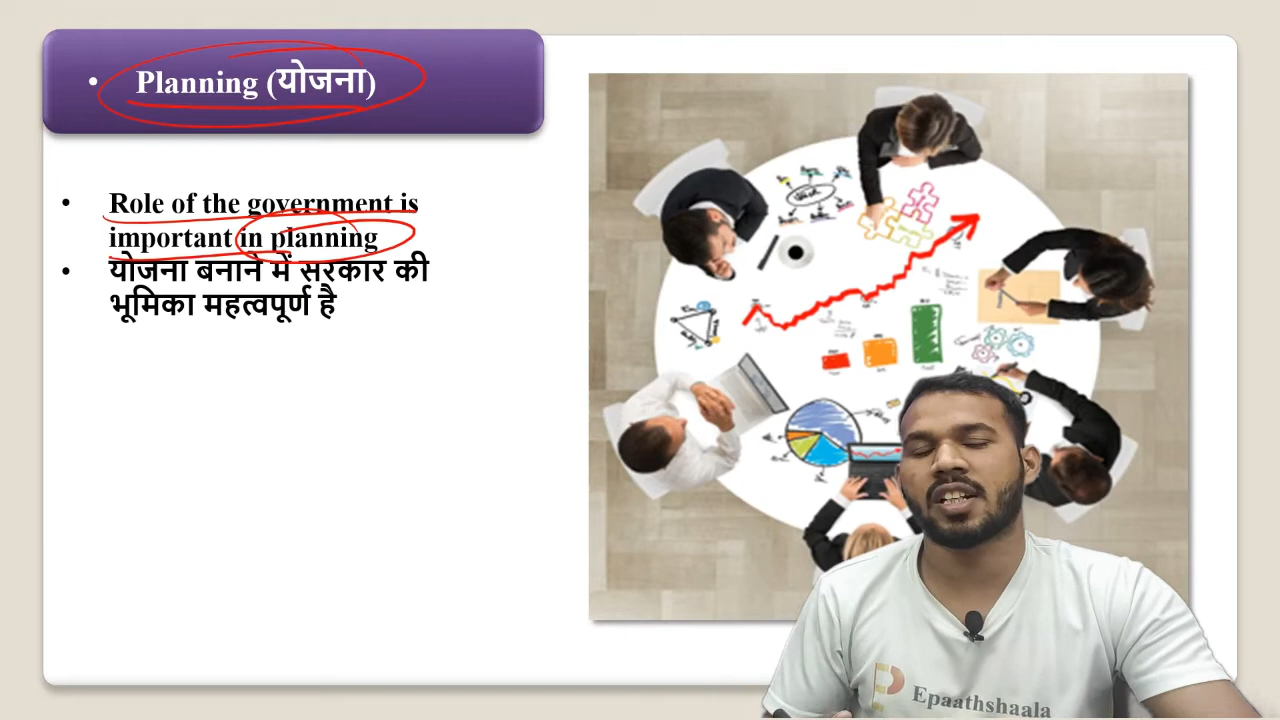 • Planning (योजना)
• Role of the government is
important in planning
• योजना बनाने में सरकार की
भूमिका महत्वपूर्ण है
Epaathshaala